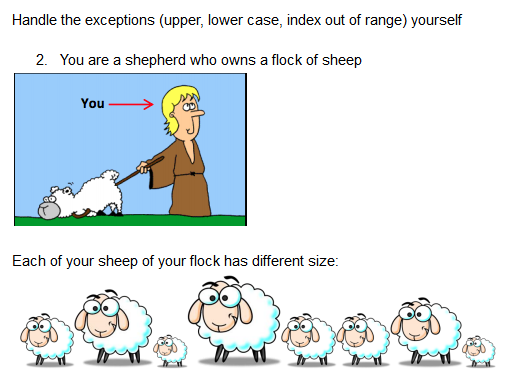 Handle the exceptions (upper, lower case, index out of range) yourself
2. You are a shepherd who owns a flock of sheep
You
Each of your sheep of your flock has different size: